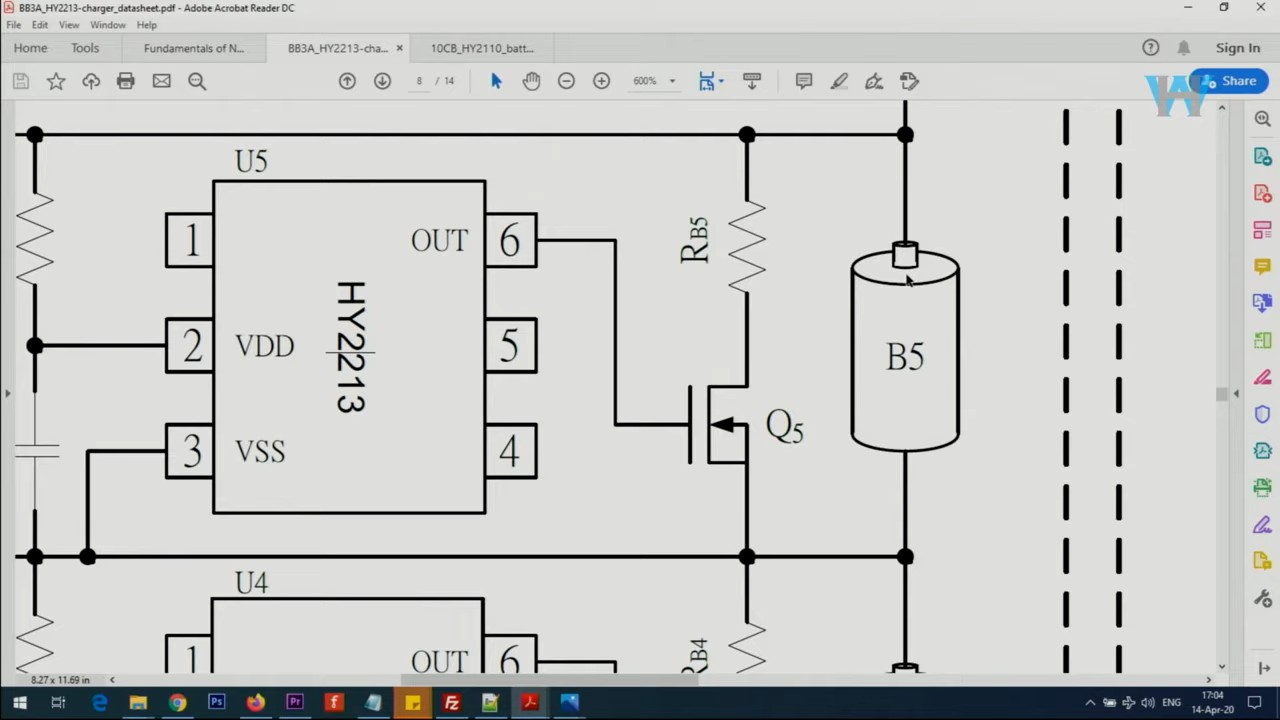 BB3A_HY2213-charger_datasheet.pdf - Adobe Acrobat Reader DC
File Edit View Window Help
Home Tools Fundamentals of N... BB3A_HY2213-cha... × 10CB_HY2110_batt... Sign In
8 / 14 600% Share
U5
1 OUT 6
RB5
HY2213
2 VDD 5
B5
Q5
3 VSS 4
U4
1 OUT 6
RB4
8.27 x 11.69 in
ENG 17:04
14-Apr-20